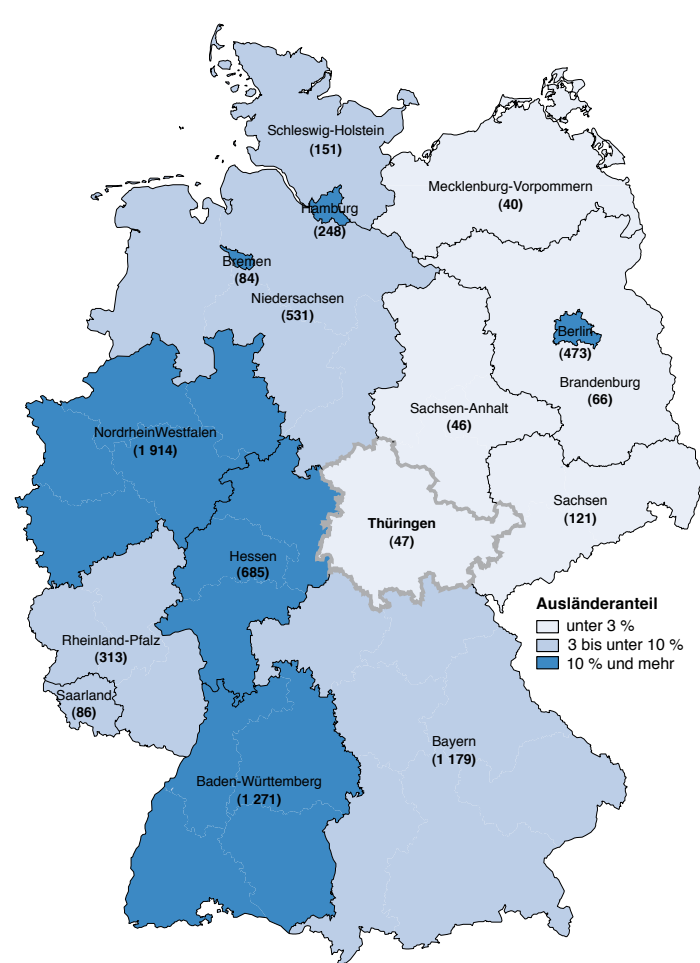 Schleswig-Holstein
(151)
Mecklenburg-Vorpommern
(40)
Hamburg
(248)
Bremen
(84)
Niedersachsen
(531)
Berlin
(473)
Brandenburg
(66)
Sachsen-Anhalt
(46)
NordrheinWestfalen
(1 914)
Sachsen
(121)
Thüringen
(47)
Hessen
(685)
Ausländeranteil
unter 3 %
3 bis unter 10 %
10 % und mehr
Rheinland-Pfalz
(313)
Saarland
(86)
Bayern
(1 179)
Baden-Württemberg
(1 271)